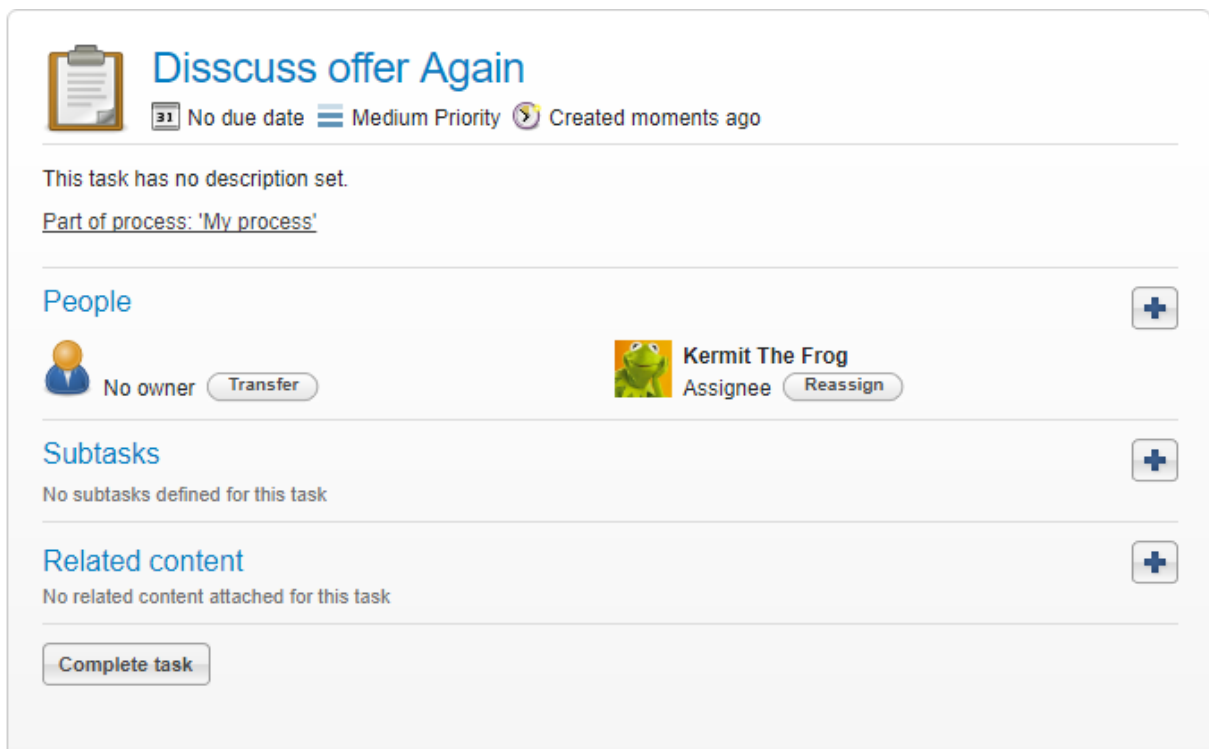 Disscuss offer Again
31 No due date Medium Priority Created moments ago
This task has no description set.
Part of process: 'My process'
People
No owner Transfer
Kermit The Frog
Assignee Reassign
Subtasks
No subtasks defined for this task
Related content
No related content attached for this task
Complete task